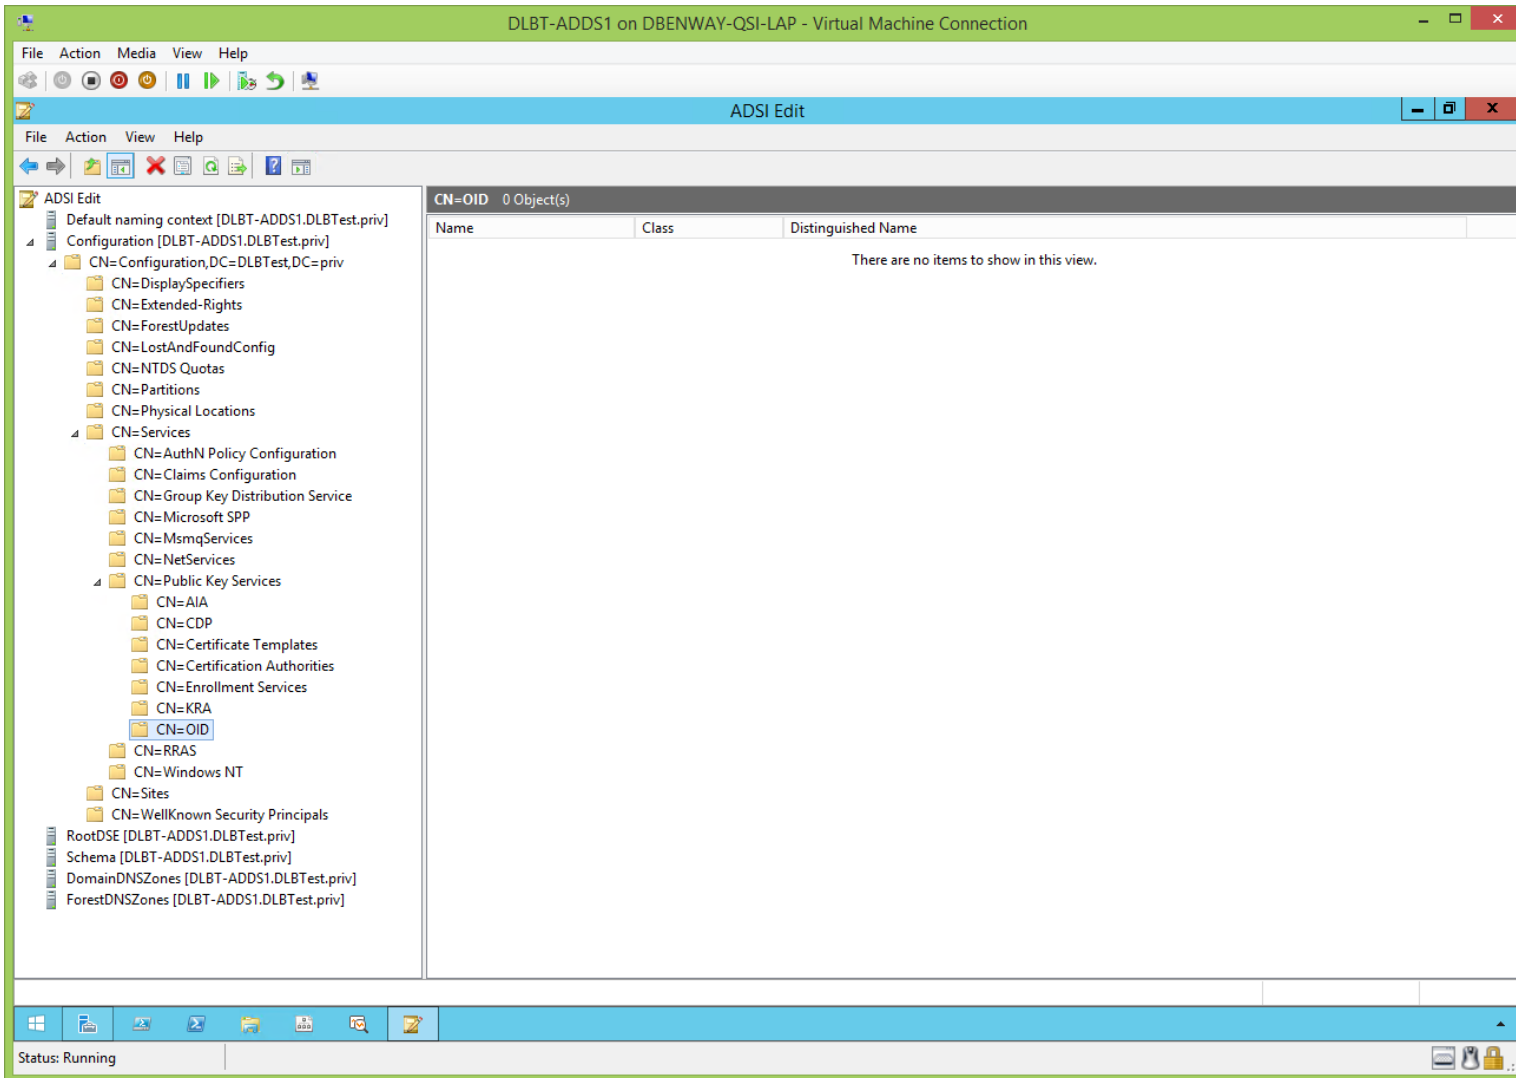 DLBT-ADDS1 on DBENWAY-QSI-LAP - Virtual Machine Connection
File Action Media View Help
ADSI Edit
File Action View Help
ADSI Edit
Default naming context [DLBT-ADDS1.DLBTest.priv]
Configuration [DLBT-ADDS1.DLBTest.priv]
CN=Configuration,DC=DLBTest,DC=priv
CN=DisplaySpecifiers
CN=Extended-Rights
CN=ForestUpdates
CN=LostAndFoundConfig
CN=NTDS Quotas
CN=Partitions
CN=Physical Locations
CN=Services
CN=AuthN Policy Configuration
CN=Claims Configuration
CN=Group Key Distribution Service
CN=Microsoft SPP
CN=MsmqServices
CN=NetServices
CN=Public Key Services
CN=AIA
CN=CDP
CN=Certificate Templates
CN=Certification Authorities
CN=Enrollment Services
CN=KRA
CN=OID
CN=RRAS
CN=Windows NT
CN=Sites
CN=WellKnown Security Principals
RootDSE [DLBT-ADDS1.DLBTest.priv]
Schema [DLBT-ADDS1.DLBTest.priv]
DomainDNSZones [DLBT-ADDS1.DLBTest.priv]
ForestDNSZones [DLBT-ADDS1.DLBTest.priv]
CN=OID 0 Object(s)
Name Class Distinguished Name
There are no items to show in this view.
Status: Running